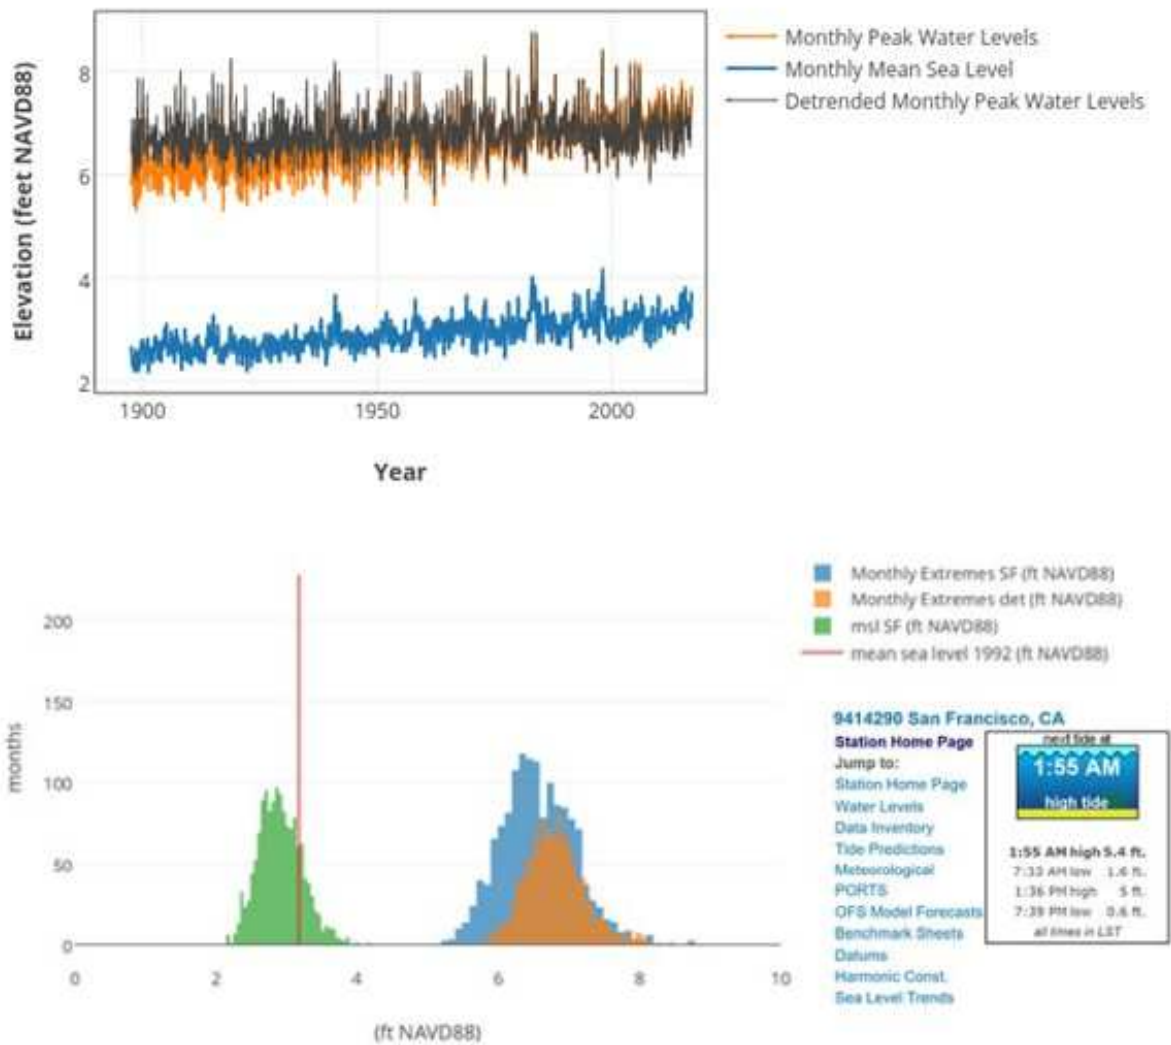 Elevation (feet NAVD88)
8
6
4
2
1900 1950 2000
Year
Monthly Peak Water Levels
Monthly Mean Sea Level
Detrended Monthly Peak Water Levels
months
200
150
100
50
0
0 2 4 6 8 10
(ft NAVD88)
Monthly Extremes SF (ft NAVD88)
Monthly Extremes det (ft NAVD88)
msl SF (ft NAVD88)
mean sea level 1992 (ft NAVD88)
9414290 San Francisco, CA
Station Home Page
Jump to:
Station Home Page
Water Levels
Data Inventory
Tide Predictions
Meteorological
PORTS
OFS Model Forecasts
Benchmark Sheets
Datums
Harmonic Const.
Sea Level Trends
next tide at
1:55 AM
high tide
1:55 AM high 5.4 ft.
7:33 AM low 1.6 ft.
1:36 PM high 5 ft.
7:39 PM low 0.6 ft.
all times in LST